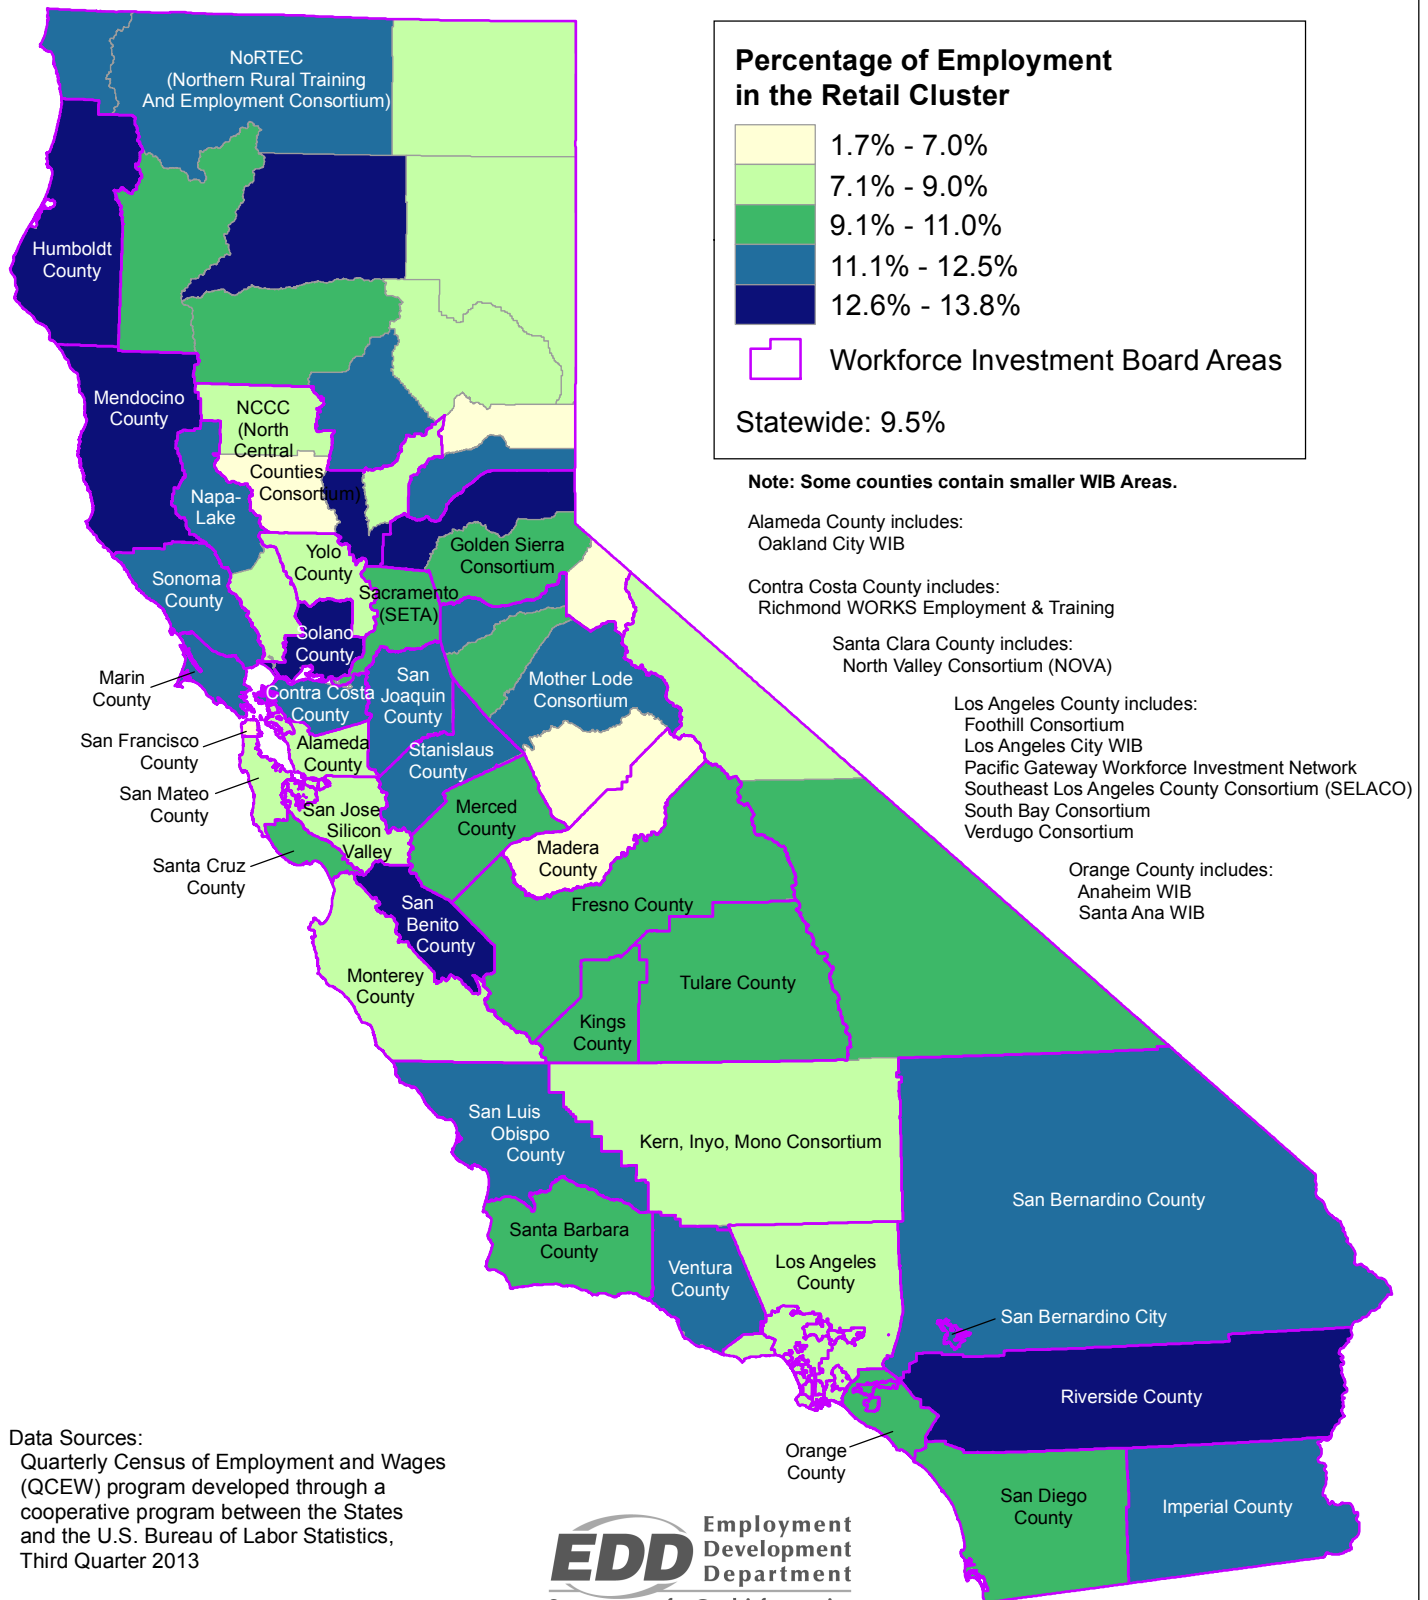 NoRTEC
(Northern Rural Training
And Employment Consortium)
Percentage of Employment
in the Retail Cluster
1.7% - 7.0%
7.1% - 9.0%
9.1% - 11.0%
11.1% - 12.5%
12.6% - 13.8%
Workforce Investment Board Areas
Statewide: 9.5%
Note: Some counties contain smaller WIB Areas.
Alameda County includes:
Oakland City WIB
Contra Costa County includes:
Richmond WORKS Employment & Training
Santa Clara County includes:
North Valley Consortium (NOVA)
Los Angeles County includes:
Foothill Consortium
Los Angeles City WIB
Pacific Gateway Workforce Investment Network
Southeast Los Angeles County Consortium (SELACO)
South Bay Consortium
Verdugo Consortium
Orange County includes:
Anaheim WIB
Santa Ana WIB
Humboldt
County
Mendocino
County
NCCC
(North
Central
Counties
Consortium)
Napa-
Lake
Yolo
County
Golden Sierra
Consortium
Sonoma
County
Sacramento
(SETA)
Solano
County
Marin
County
Contra Costa
County
San
Joaquin
County
Mother Lode
Consortium
San Francisco
County
Alameda
County
Stanislaus
County
San Mateo
County
San Jose
Silicon
Valley
Merced
County
Santa Cruz
County
Madera
County
San
Benito
County
Fresno County
Monterey
County
Tulare County
Kings
County
San Luis
Obispo
County
Kern, Inyo, Mono Consortium
San Bernardino County
Santa Barbara
County
Ventura
County
Los Angeles
County
San Bernardino City
Riverside County
Orange
County
San Diego
County
Imperial County
Data Sources:
Quarterly Census of Employment and Wages
(QCEW) program developed through a
cooperative program between the States
and the U.S. Bureau of Labor Statistics,
Third Quarter 2013
EDD
Employment
Development
Department